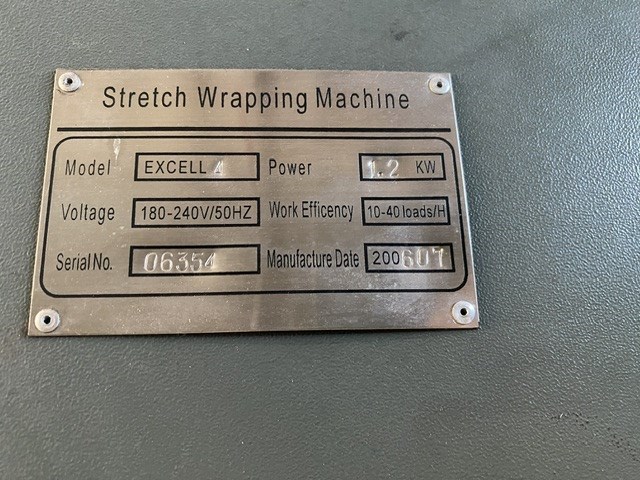 Stretch Wrapping Machine
Model EXCELL 4 Power 1.2 KW
Voltage 180-240V/50HZ Work Efficency 10-40 loads/H
Serial No. 06354 Manufacture Date 200607